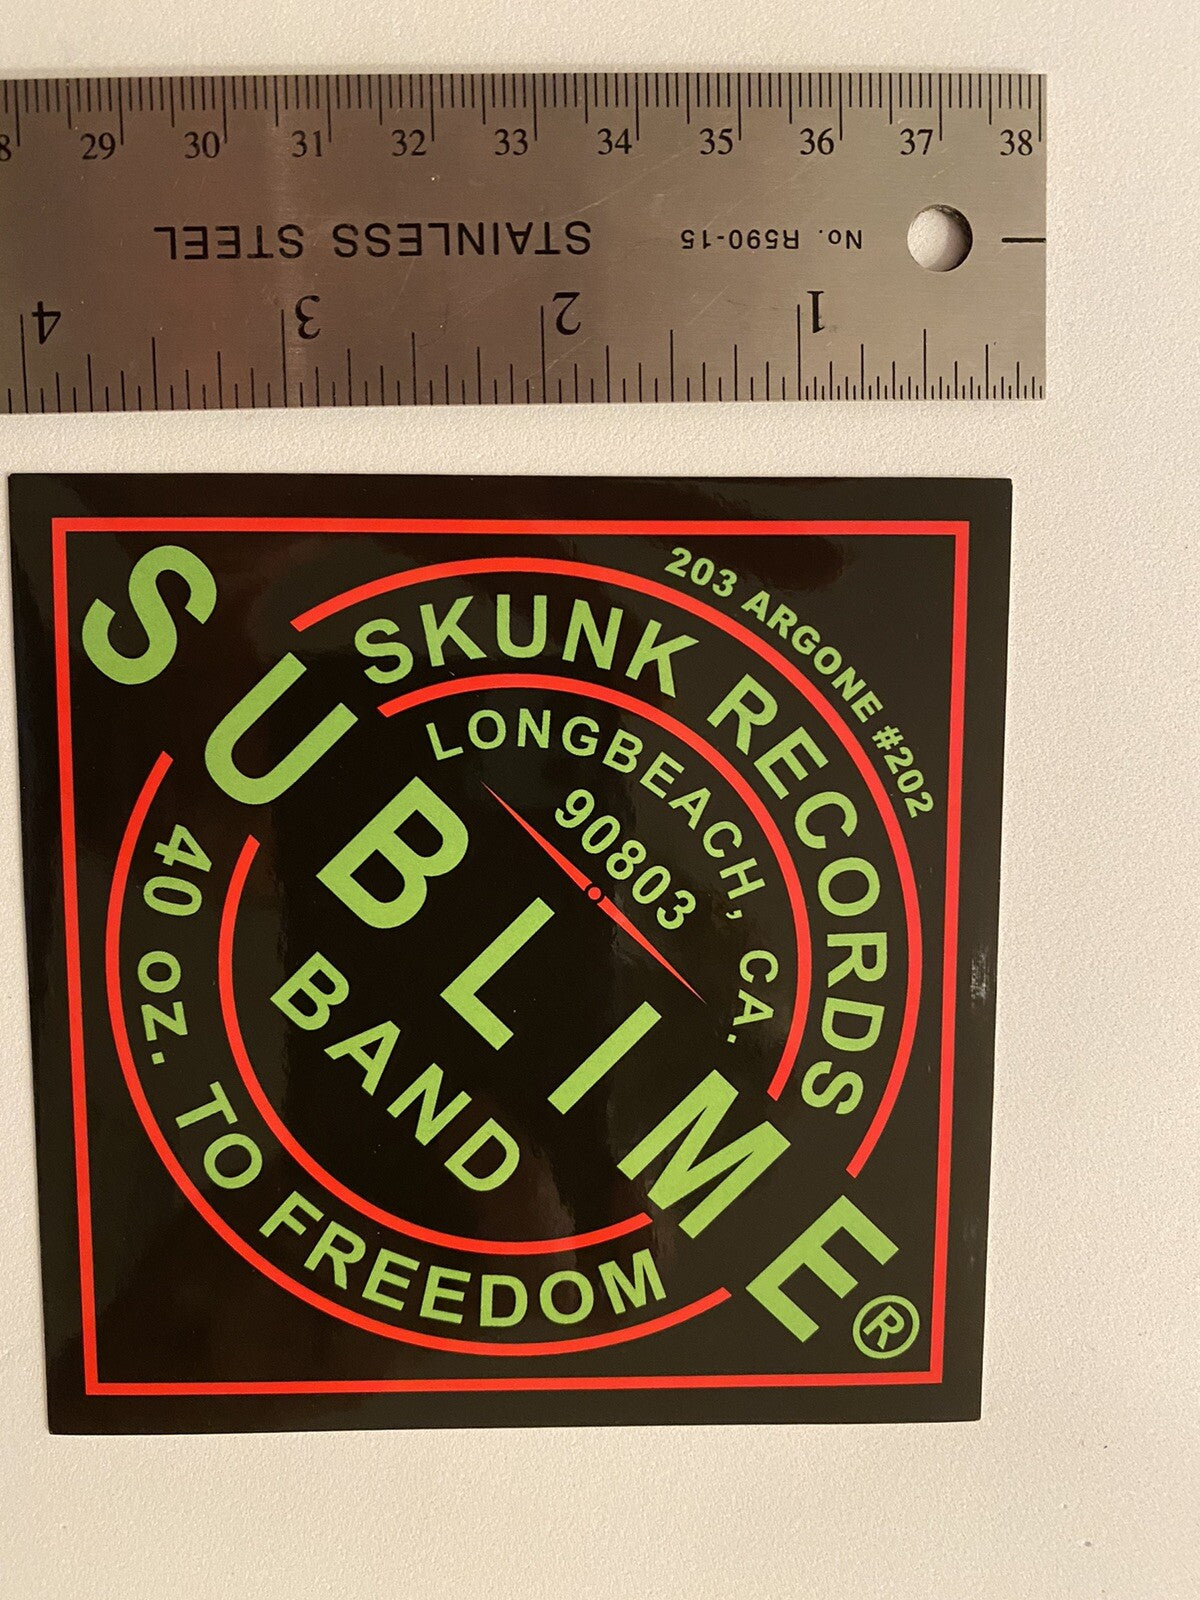 8 29 30 31 32 33 34 35 36 37 38
No. R590-15
STAINLESS STEEL
4 3 2 1
203 ARGONE #202
SKUNK RECORDS
LONGBEACH, CA.
90803
SUBLIME®
BAND
40 oz. TO FREEDOM